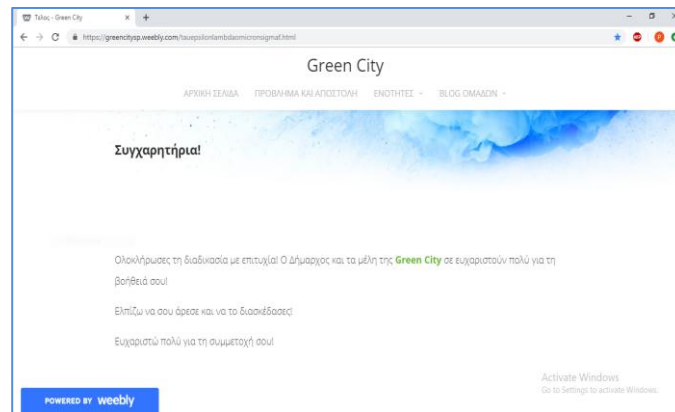 Τέλος - Green City
https://greencitysp.weebly.com/tauepsilonlambdaomicronsigmaf.html
Green City
ΑΡΧΙΚΗ ΣΕΛΙΔΑ ΠΡΟΒΛΗΜΑ ΚΑΙ ΑΠΟΣΤΟΛΗ ΕΝΟΤΗΤΕΣ BLOG ΟΜΑΔΩΝ
Συγχαρητήρια!
Ολοκλήρωσες τη διαδικασία με επιτυχία! Ο Δήμαρχος και τα μέλη της Green City σε ευχαριστούν πολύ για τη
βοήθειά σου!
Ελπίζω να σου άρεσε και να το διασκέδασες!
Ευχαριστώ πολύ για τη συμμετοχή σου!
Activate Windows
Go to Settings to activate Windows.
POWERED BY weebly